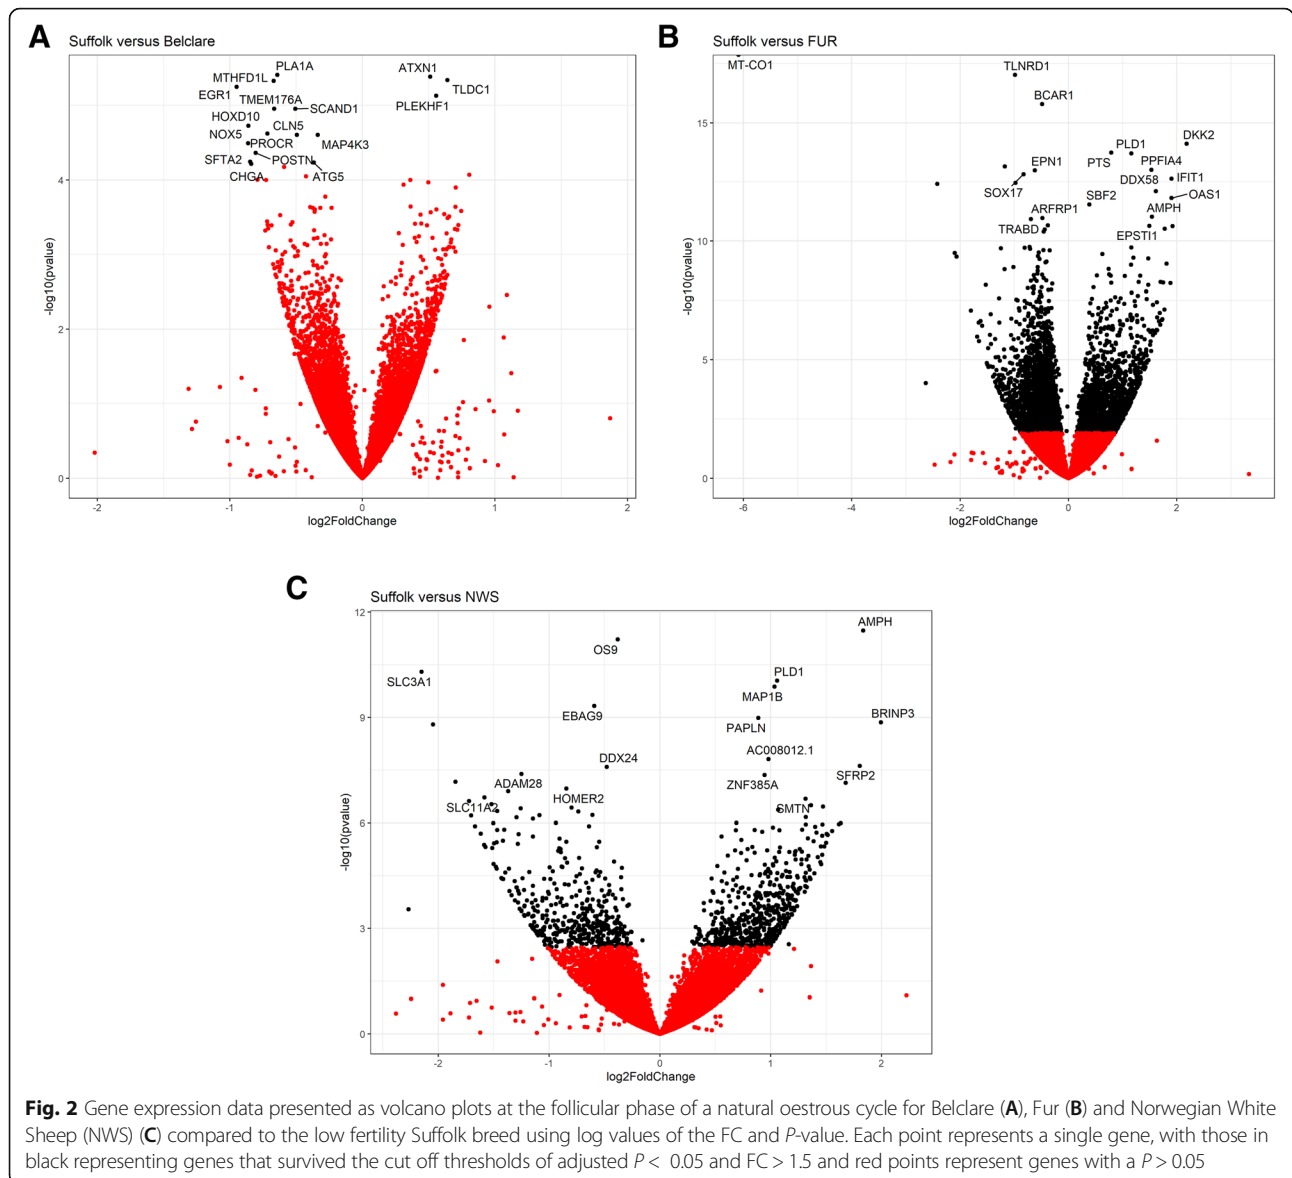 A
Suffolk versus Belclare
PLA1A
MTHFD1L
EGR1
TMEM176A
SCAND1
HOXD10
CLN5
NOX5
PROCR
MAP4K3
SFTA2
POSTN
CHGA
ATG5
ATXN1
TLDC1
PLEKHF1
4
2
0
-log10(pvalue)
-2
-1
0
1
2
log2FoldChange
B
Suffolk versus FUR
MT-CO1
TLNRD1
BCAR1
DKK2
PLD1
PTS
PPFIA4
EPN1
IFIT1
DDX58
SOX17
SBF2
OAS1
ARFRP1
AMPH
TRABD
EPSTI1
15
10
5
0
-log10(pvalue)
-6
-4
-2
0
2
log2FoldChange
C
Suffolk versus NWS
AMPH
OS9
SLC3A1
PLD1
MAP1B
EBAG9
BRINP3
PAPLN
AC008012.1
DDX24
SFRP2
ZNF385A
ADAM28
HOMER2
SLC11A2
SMTN
12
9
6
3
0
-log10(pvalue)
-2
-1
0
1
2
log2FoldChange
Fig. 2 Gene expression data presented as volcano plots at the follicular phase of a natural oestrous cycle for Belclare (A), Fur (B) and Norwegian White
Sheep (NWS) (C) compared to the low fertility Suffolk breed using log values of the FC and P-value. Each point represents a single gene, with those in
black representing genes that survived the cut off thresholds of adjusted P < 0.05 and FC > 1.5 and red points represent genes with a P > 0.05